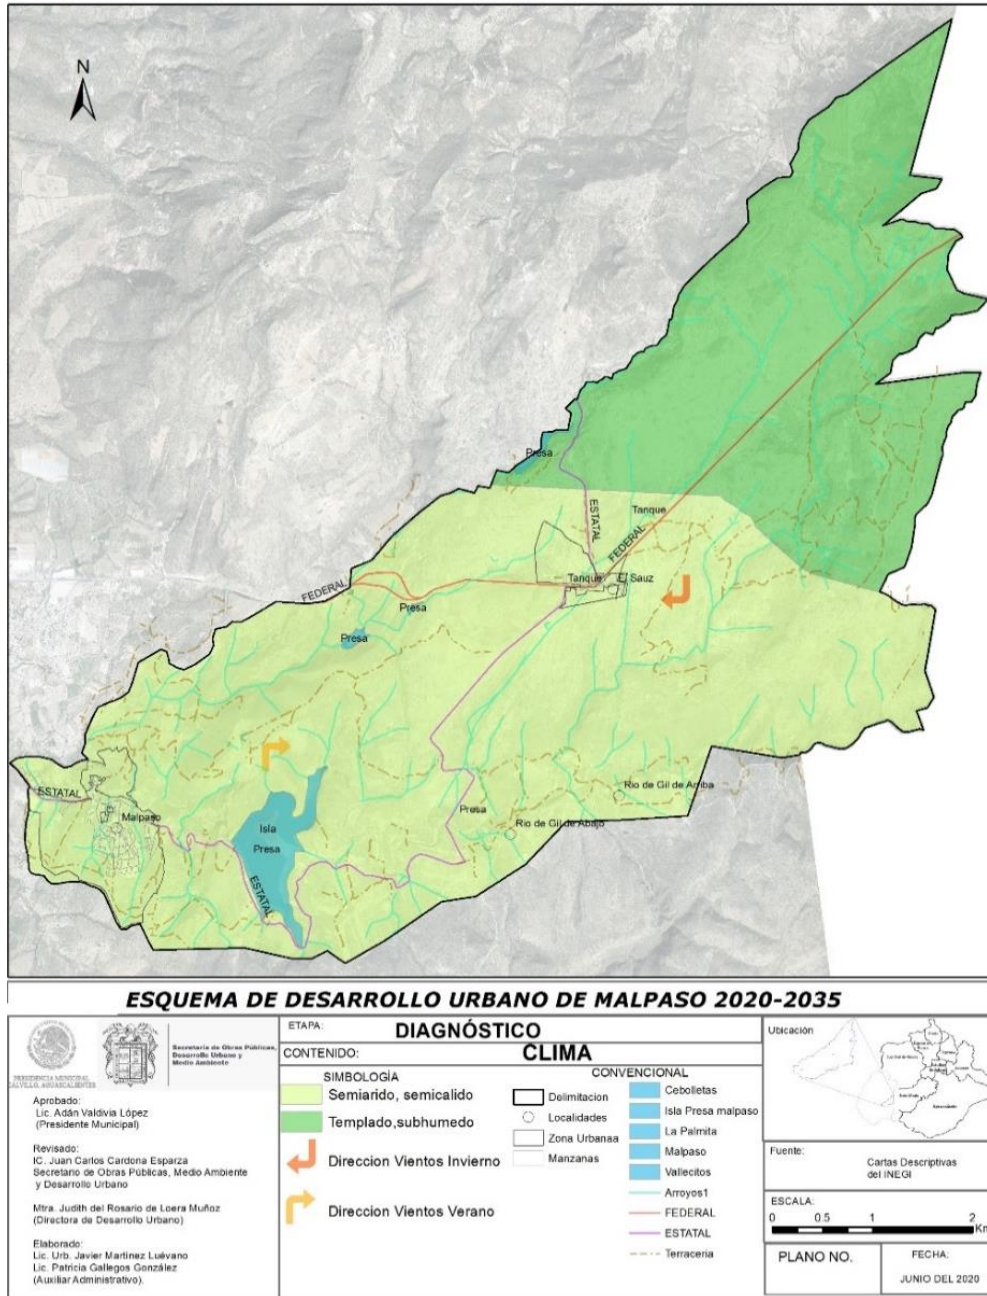 N
Presa
ESTATAL
Tanque
FEDERAL
Tanque
El Sauz
FEDERAL
Presa
Presa
ESTATAL
Malpaso
Isla
Presa
ESTATAL
Presa
Rio de Gil de Arriba
Rio de Gil de Abajo
ESQUEMA DE DESARROLLO URBANO DE MALPASO 2020-2035
PRESIDENCIA MUNICIPAL
CALVILLO, AGUASCALIENTES
Secretaría de Obras Públicas,
Desarrollo Urbano y
Medio Ambiente
Aprobado:
Lic. Adán Valdivia López
(Presidente Municipal)
Revisado:
IC. Juan Carlos Cardona Esparza
Secretario de Obras Públicas, Medio Ambiente
y Desarrollo Urbano
Mtra. Judith del Rosario de Loera Muñoz
(Directora de Desarrollo Urbano)
Elaborado:
Lic. Urb. Javier Martinez Luévano
Lic. Patricia Gallegos González
(Auxiliar Administrativo).
ETAPA: DIAGNÓSTICO
CONTENIDO: CLIMA
SIMBOLOGÍA
Semiarido, semicalido
Templado,subhumedo
Direccion Vientos Invierno
Direccion Vientos Verano
CONVENCIONAL
Delimitacion
Localidades
Zona Urbanaa
Manzanas
Cebolletas
Isla Presa malpaso
La Palmita
Malpaso
Vallecitos
Arroyos1
FEDERAL
ESTATAL
Terraceria
Ubicación
Fuente:
Cartas Descriptivas
del INEGI
ESCALA:
0 0.5 1 2
Km
PLANO NO.
FECHA:
JUNIO DEL 2020